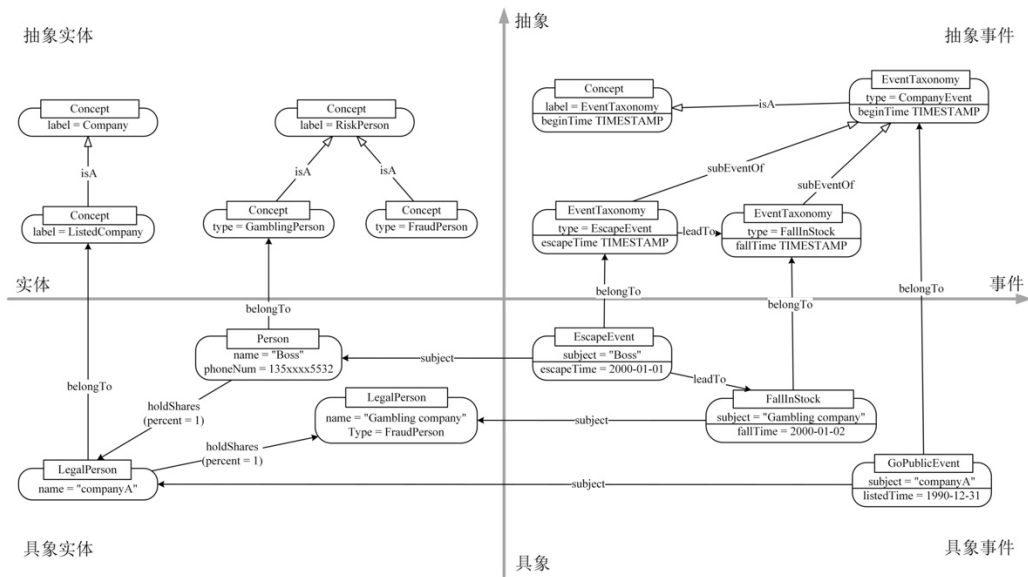 抽象
抽象实体
抽象事件
EventTaxonomy
type = CompanyEvent
beginTime TIMESTAMP
Concept
label = EventTaxonomy
beginTime TIMESTAMP
isA
Concept
label = Company
Concept
label = RiskPerson
isA
isA
isA
subEventOf
subEventOf
Concept
label = ListedCompany
Concept
type = GamblingPerson
Concept
type = FraudPerson
EventTaxonomy
type = EscapeEvent
escapeTime TIMESTAMP
leadTo
EventTaxonomy
type = FallInStock
fallTime TIMESTAMP
实体
事件
belongTo
belongTo
belongTo
belongTo
belongTo
Person
name = "Boss"
phoneNum = 135xxxx5532
subject
EscapeEvent
subject = "Boss"
escapeTime = 2000-01-01
leadTo
holdShares
(percent = 1)
LegalPerson
name = "Gambling company"
Type = FraudPerson
subject
FallInStock
subject = "Gambling company"
fallTime = 2000-01-02
holdShares
(percent = 1)
LegalPerson
name = "companyA"
subject
GoPublicEvent
subject = "companyA"
listedTime = 1990-12-31
具象实体
具象
具象事件